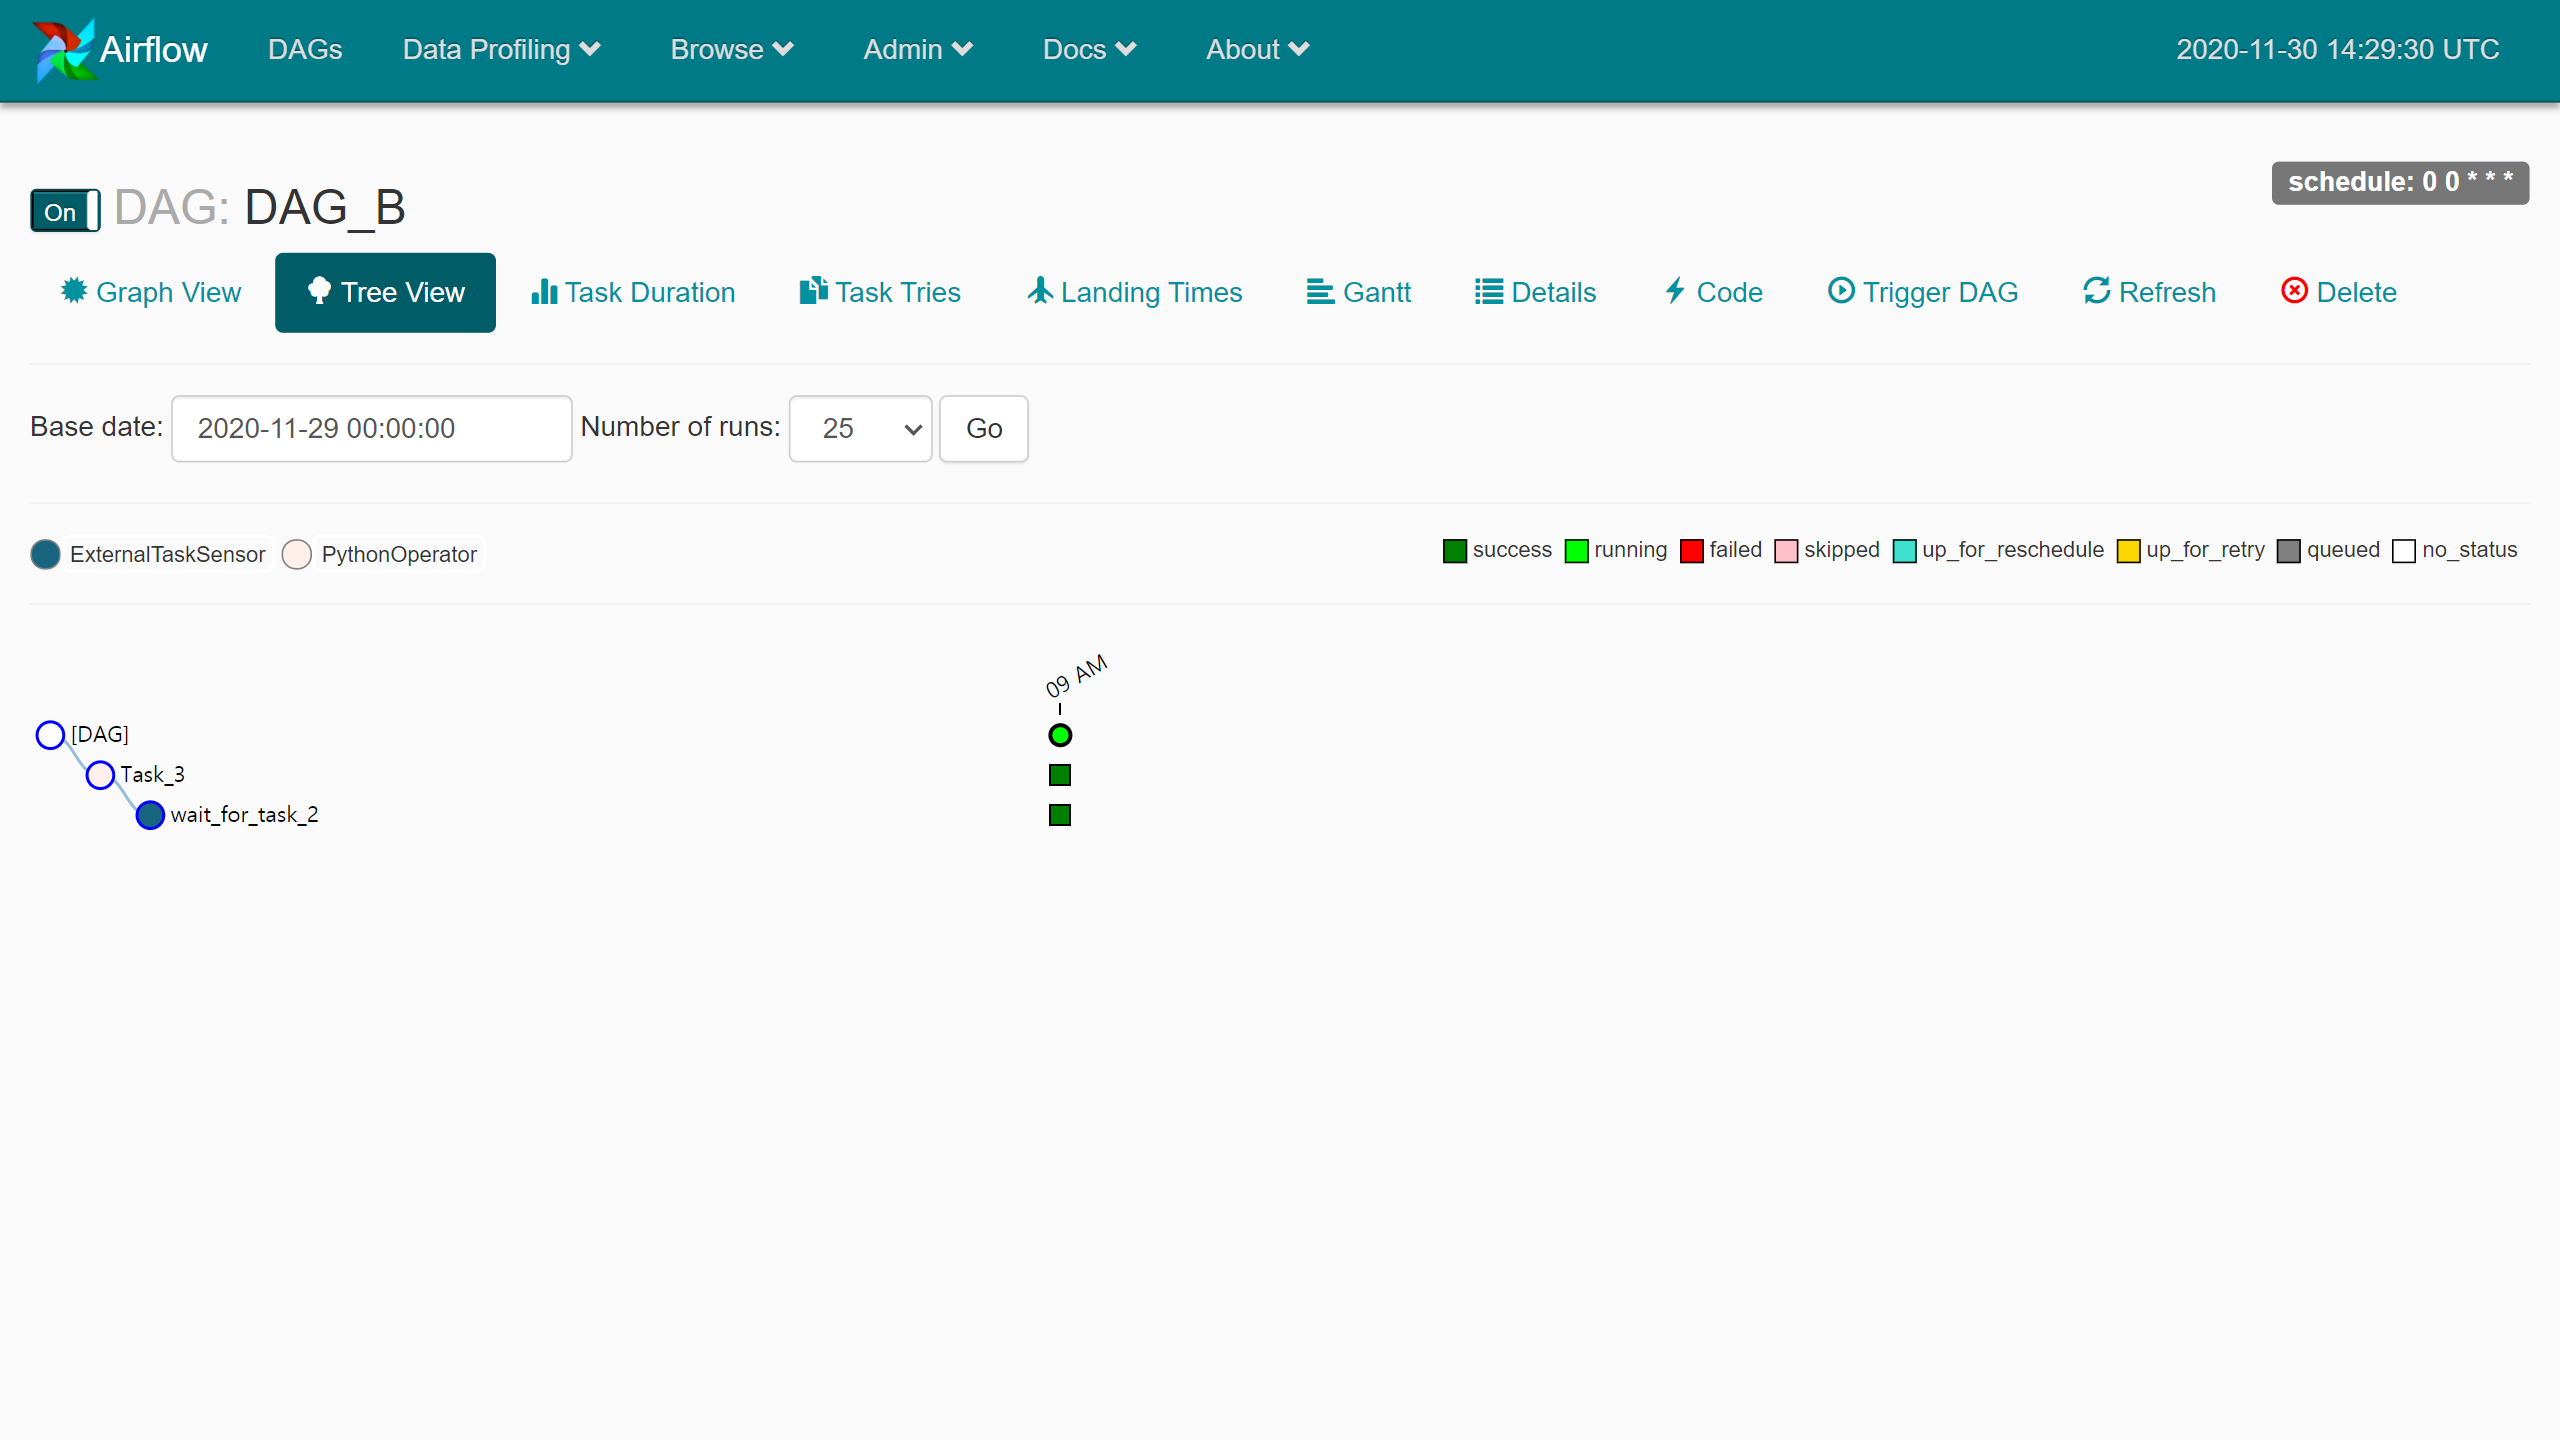 Airflow DAGs Data Profiling Browse Admin Docs About 2020-11-30 14:29:30 UTC
schedule: 0 0 * * *
On DAG: DAG_B
Graph View Tree View Task Duration Task Tries Landing Times Gantt Details Code Trigger DAG Refresh Delete
Base date: 2020-11-29 00:00:00 Number of runs: 25 Go
ExternalTaskSensor PythonOperator success running failed skipped up_for_reschedule up_for_retry queued no_status
09 AM
[DAG]
Task_3
wait_for_task_2